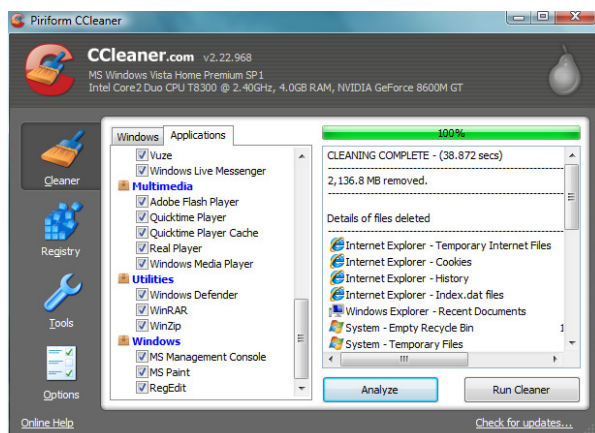 Piriform CCleaner
CCleaner.com v2.22.968
MS Windows Vista Home Premium SP1
Intel Core2 Duo CPU T8300 @ 2.40GHz, 4.0GB RAM, NVIDIA GeForce 8600M GT
Cleaner
Registry
Tools
Options
Windows
Applications
Vuze
Windows Live Messenger
Multimedia
Adobe Flash Player
Quicktime Player
Quicktime Player Cache
Real Player
Windows Media Player
Utilities
Windows Defender
WinRAR
WinZip
Windows
MS Management Console
MS Paint
RegEdit
100%
CLEANING COMPLETE - (38.872 secs)
2,136.8 MB removed.
Details of files deleted
Internet Explorer - Temporary Internet Files
Internet Explorer - Cookies
Internet Explorer - History
Internet Explorer - Index.dat files
Windows Explorer - Recent Documents
System - Empty Recycle Bin 1
System - Temporary Files
Analyze
Run Cleaner
Online Help
Check for updates...